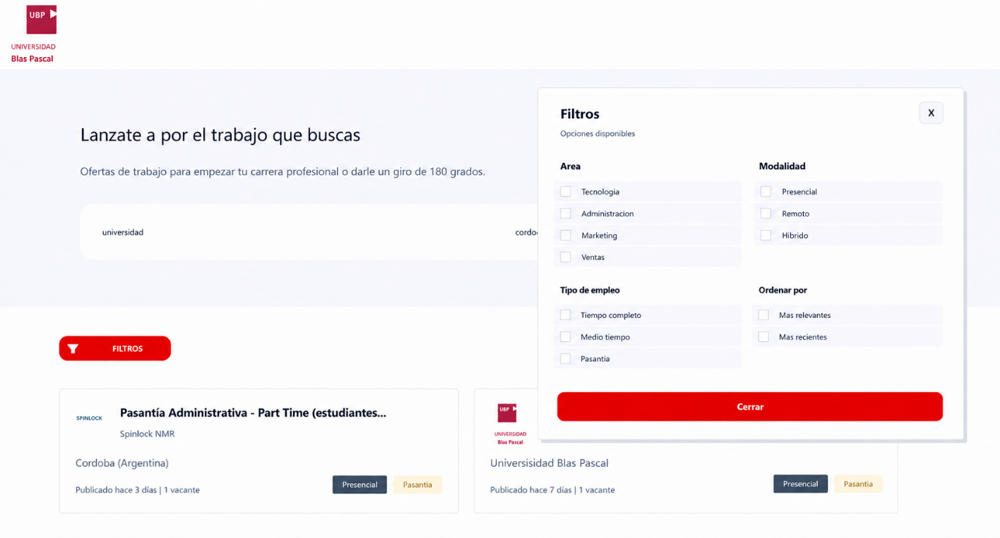 UBP
UNIVERSIDAD
Blas Pascal
Lanzate a por el trabajo que buscas
Ofertas de trabajo para empezar tu carrera profesional o darle un giro de 180 grados.
universidad
Filtros
X
Opciones disponibles
Area
Tecnologia
Administracion
Marketing
Ventas
Modalidad
Presencial
Remoto
Hibrido
Tipo de empleo
Tiempo completo
Medio tiempo
Pasantia
Ordenar por
Mas relevantes
Mas recientes
Cerrar
FILTROS
SPINLOCK
Pasantía Administrativa - Part Time (estudiantes...
Spinlock NMR
Cordoba (Argentina)
Publicado hace 3 días | 1 vacante
Presencial
Pasantia
UBP
UNIVERSIDAD
Blas Pascal
Universisidad Blas Pascal
Publicado hace 7 días | 1 vacante
Presencial
Pasantia